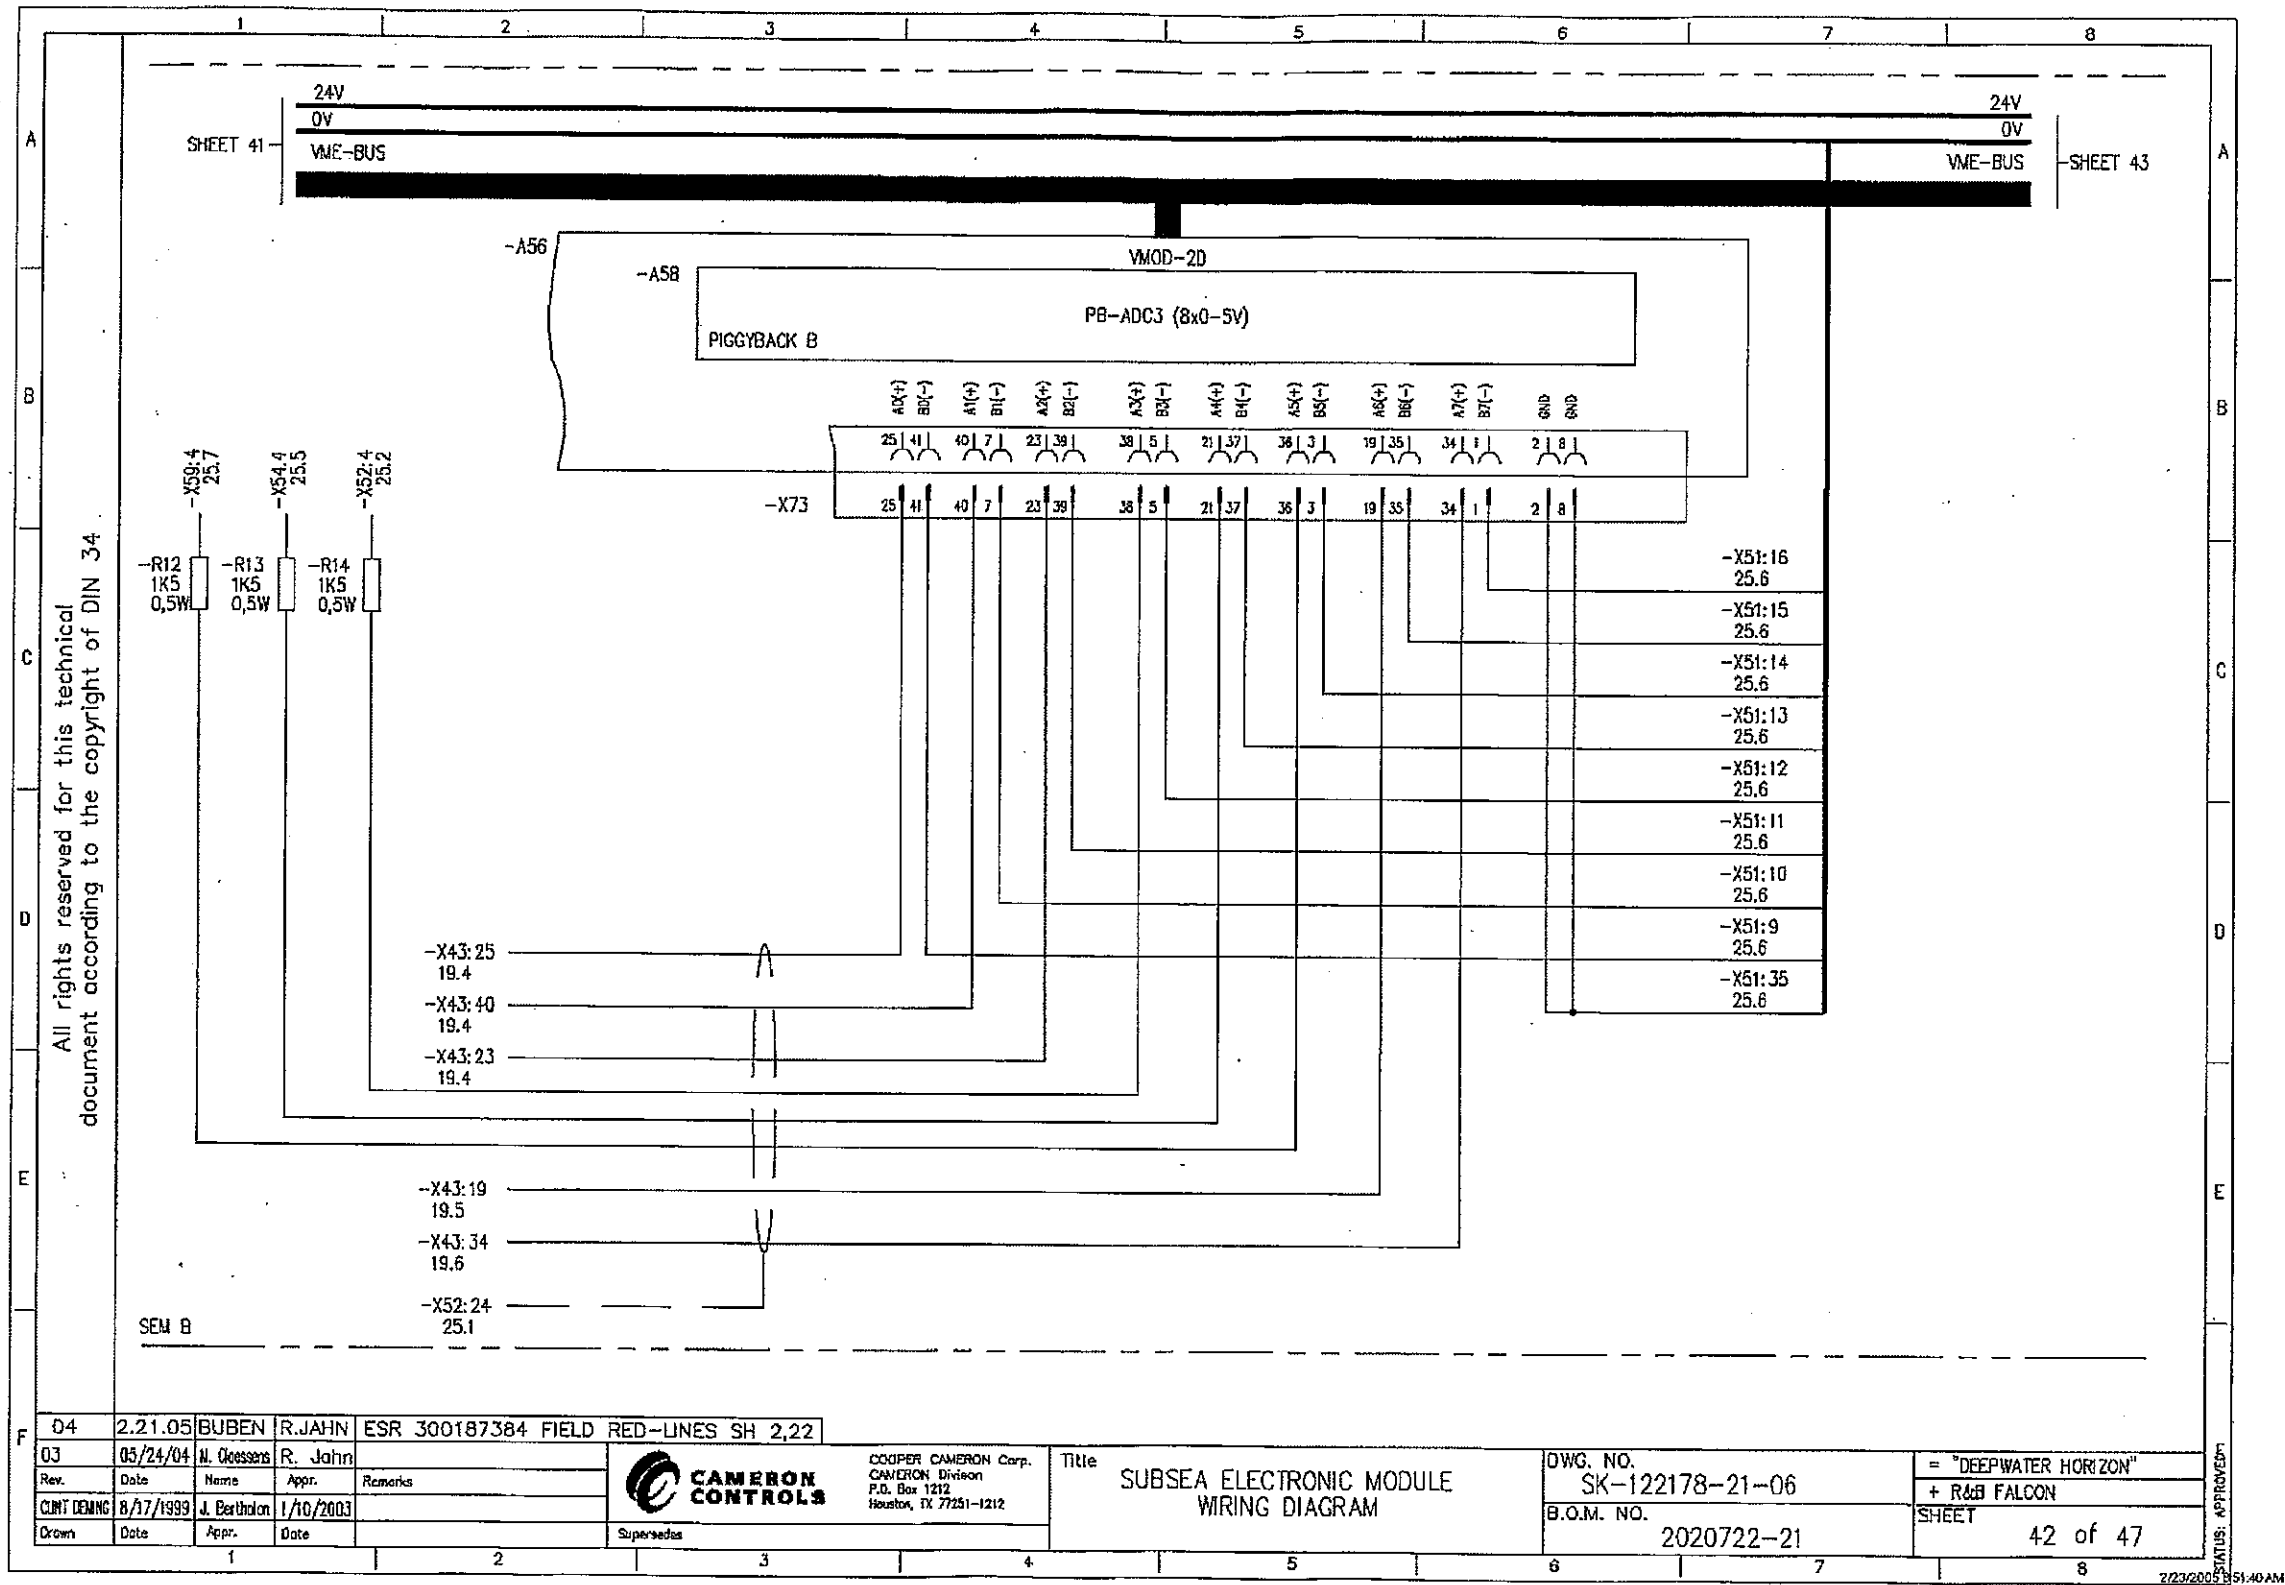 1 2 3 4 5 6 7 8
A
B
C
D
E
F
24V
0V
SHEET 41
VME-BUS
24V
0V
VME-BUS
SHEET 43
A
B
C
D
E
-A56
VMOD-2D
-A58
PB-ADC3 (8x0-5V)
PIGGYBACK B
A0(+) B0(-) A1(+) B1(-) A2(+) B2(-) A3(+) B3(-) A4(+) B4(-) A5(+) B5(-) A6(+) B6(-) A7(+) B7(-) GND GND
25 41 40 7 23 39 38 5 21 37 36 3 19 35 34 1 2 8
-X73
25 41 40 7 23 39 38 5 21 37 36 3 19 35 34 1 2 8
-X59:4
25.7
-X54.4
25.5
-X52:4
25.2
-R12
1K5
0,5W
-R13
1K5
0,5W
-R14
1K5
0,5W
All rights reserved for this technical
document according to the copyright of DIN 34
-X51:16
25.6
-X51:15
25.6
-X51:14
25.6
-X51:13
25.6
-X51:12
25.6
-X51:11
25.6
-X51:10
25.6
-X51:9
25.6
-X51:35
25.6
-X43:25
19.4
-X43:40
19.4
-X43:23
19.4
-X43:19
19.5
-X43:34
19.6
-X52:24
25.1
SEM B
04 2.21.05 BUBEN R.JAHN ESR 300187384 FIELD RED-LINES SH 2,22
03 05/24/04 N. Claessens R. Jahn
Rev. Date Name Appr. Remarks
CLINT DEMING 8/17/1999 J. Bertholon 1/10/2003
Drawn Date Appr. Date
CAMERON
CONTROLS
COOPER CAMERON Corp.
CAMERON Divison
P.O. Box 1212
Houston, TX 77251-1212
Supersedes
Title
SUBSEA ELECTRONIC MODULE
WIRING DIAGRAM
DWG. NO.
SK-122178-21-06
B.O.M. NO.
2020722-21
= "DEEPWATER HORIZON"
+ R&B FALCON
SHEET
42 of 47
STATUS: APPROVED
1 2 3 4 5 6 7 8